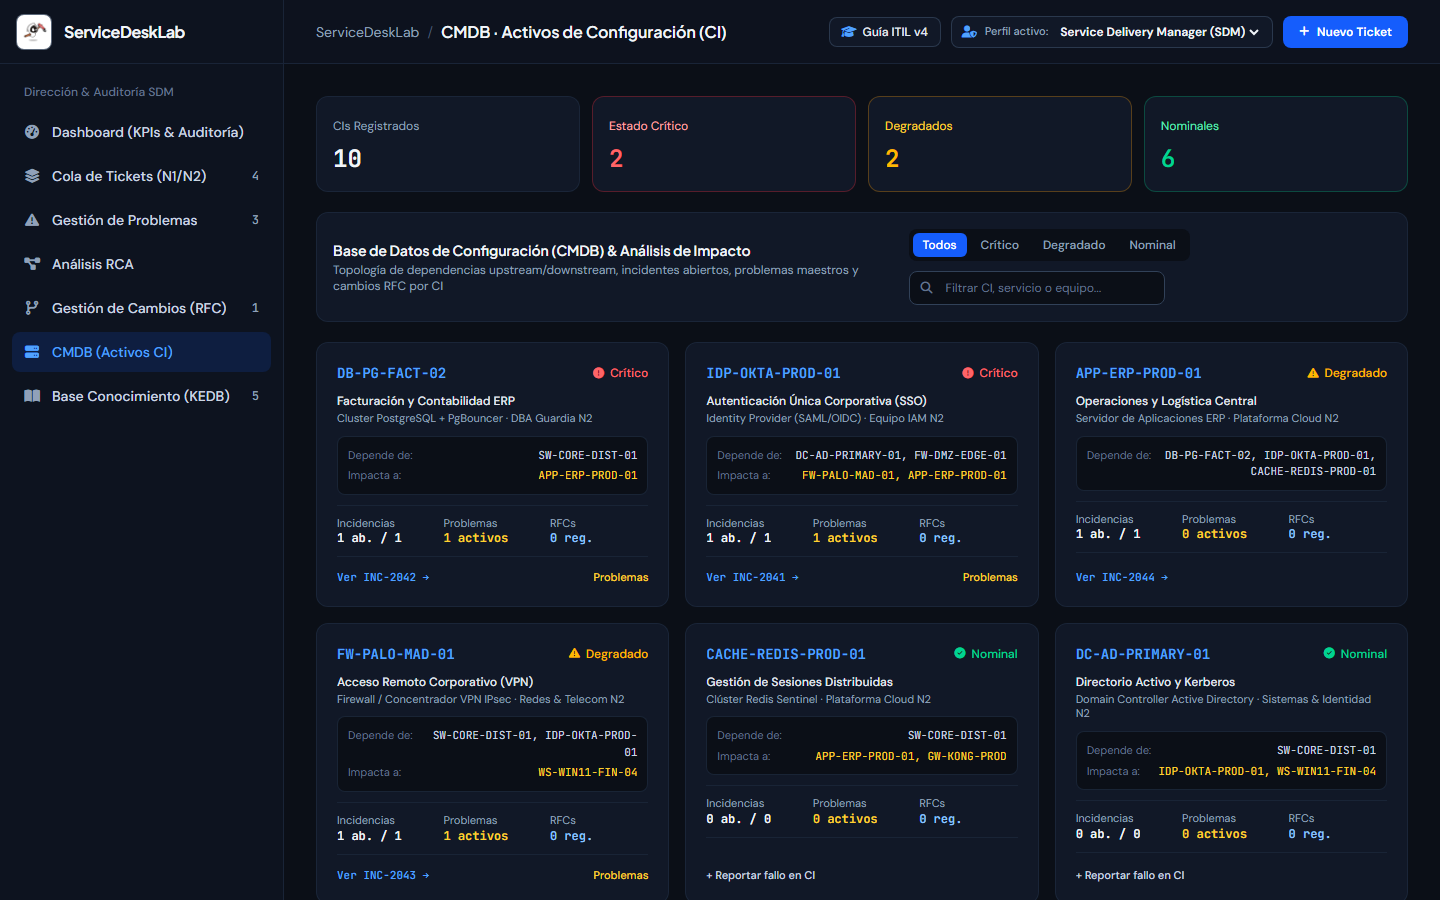 ServiceDeskLab
ServiceDeskLab / CMDB · Activos de Configuración (CI)
Guía ITIL v4
Perfil activo: Service Delivery Manager (SDM)
+ Nuevo Ticket
Dirección & Auditoría SDM
Dashboard (KPIs & Auditoría)
Cola de Tickets (N1/N2) 4
Gestión de Problemas 3
Análisis RCA
Gestión de Cambios (RFC) 1
CMDB (Activos CI)
Base Conocimiento (KEDB) 5
CIs Registrados
10
Estado Crítico
2
Degradados
2
Nominales
6
Base de Datos de Configuración (CMDB) & Análisis de Impacto
Topología de dependencias upstream/downstream, incidentes abiertos, problemas maestros y
cambios RFC por CI
Todos Crítico Degradado Nominal
Filtrar CI, servicio o equipo...
DB-PG-FACT-02 Crítico
Facturación y Contabilidad ERP
Cluster PostgreSQL + PgBouncer · DBA Guardia N2
Depende de: SW-CORE-DIST-01
Impacta a: APP-ERP-PROD-01
Incidencias Problemas RFCs
1 ab. / 1 1 activos 0 reg.
Ver INC-2042 → Problemas
IDP-OKTA-PROD-01 Crítico
Autenticación Única Corporativa (SSO)
Identity Provider (SAML/OIDC) · Equipo IAM N2
Depende de: DC-AD-PRIMARY-01, FW-DMZ-EDGE-01
Impacta a: FW-PALO-MAD-01, APP-ERP-PROD-01
Incidencias Problemas RFCs
1 ab. / 1 1 activos 0 reg.
Ver INC-2041 → Problemas
APP-ERP-PROD-01 Degradado
Operaciones y Logística Central
Servidor de Aplicaciones ERP · Plataforma Cloud N2
Depende de: DB-PG-FACT-02, IDP-OKTA-PROD-01,
CACHE-REDIS-PROD-01
Incidencias Problemas RFCs
1 ab. / 1 0 activos 0 reg.
Ver INC-2044 →
FW-PALO-MAD-01 Degradado
Acceso Remoto Corporativo (VPN)
Firewall / Concentrador VPN IPsec · Redes & Telecom N2
Depende de: SW-CORE-DIST-01, IDP-OKTA-PROD-
01
Impacta a: WS-WIN11-FIN-04
Incidencias Problemas RFCs
1 ab. / 1 1 activos 0 reg.
Ver INC-2043 → Problemas
CACHE-REDIS-PROD-01 Nominal
Gestión de Sesiones Distribuidas
Clúster Redis Sentinel · Plataforma Cloud N2
Depende de: SW-CORE-DIST-01
Impacta a: APP-ERP-PROD-01, GW-KONG-PROD
Incidencias Problemas RFCs
0 ab. / 0 0 activos 0 reg.
+ Reportar fallo en CI
DC-AD-PRIMARY-01 Nominal
Directorio Activo y Kerberos
Domain Controller Active Directory · Sistemas & Identidad
N2
Depende de: SW-CORE-DIST-01
Impacta a: IDP-OKTA-PROD-01, WS-WIN11-FIN-04
Incidencias Problemas RFCs
0 ab. / 0 0 activos 0 reg.
+ Reportar fallo en CI